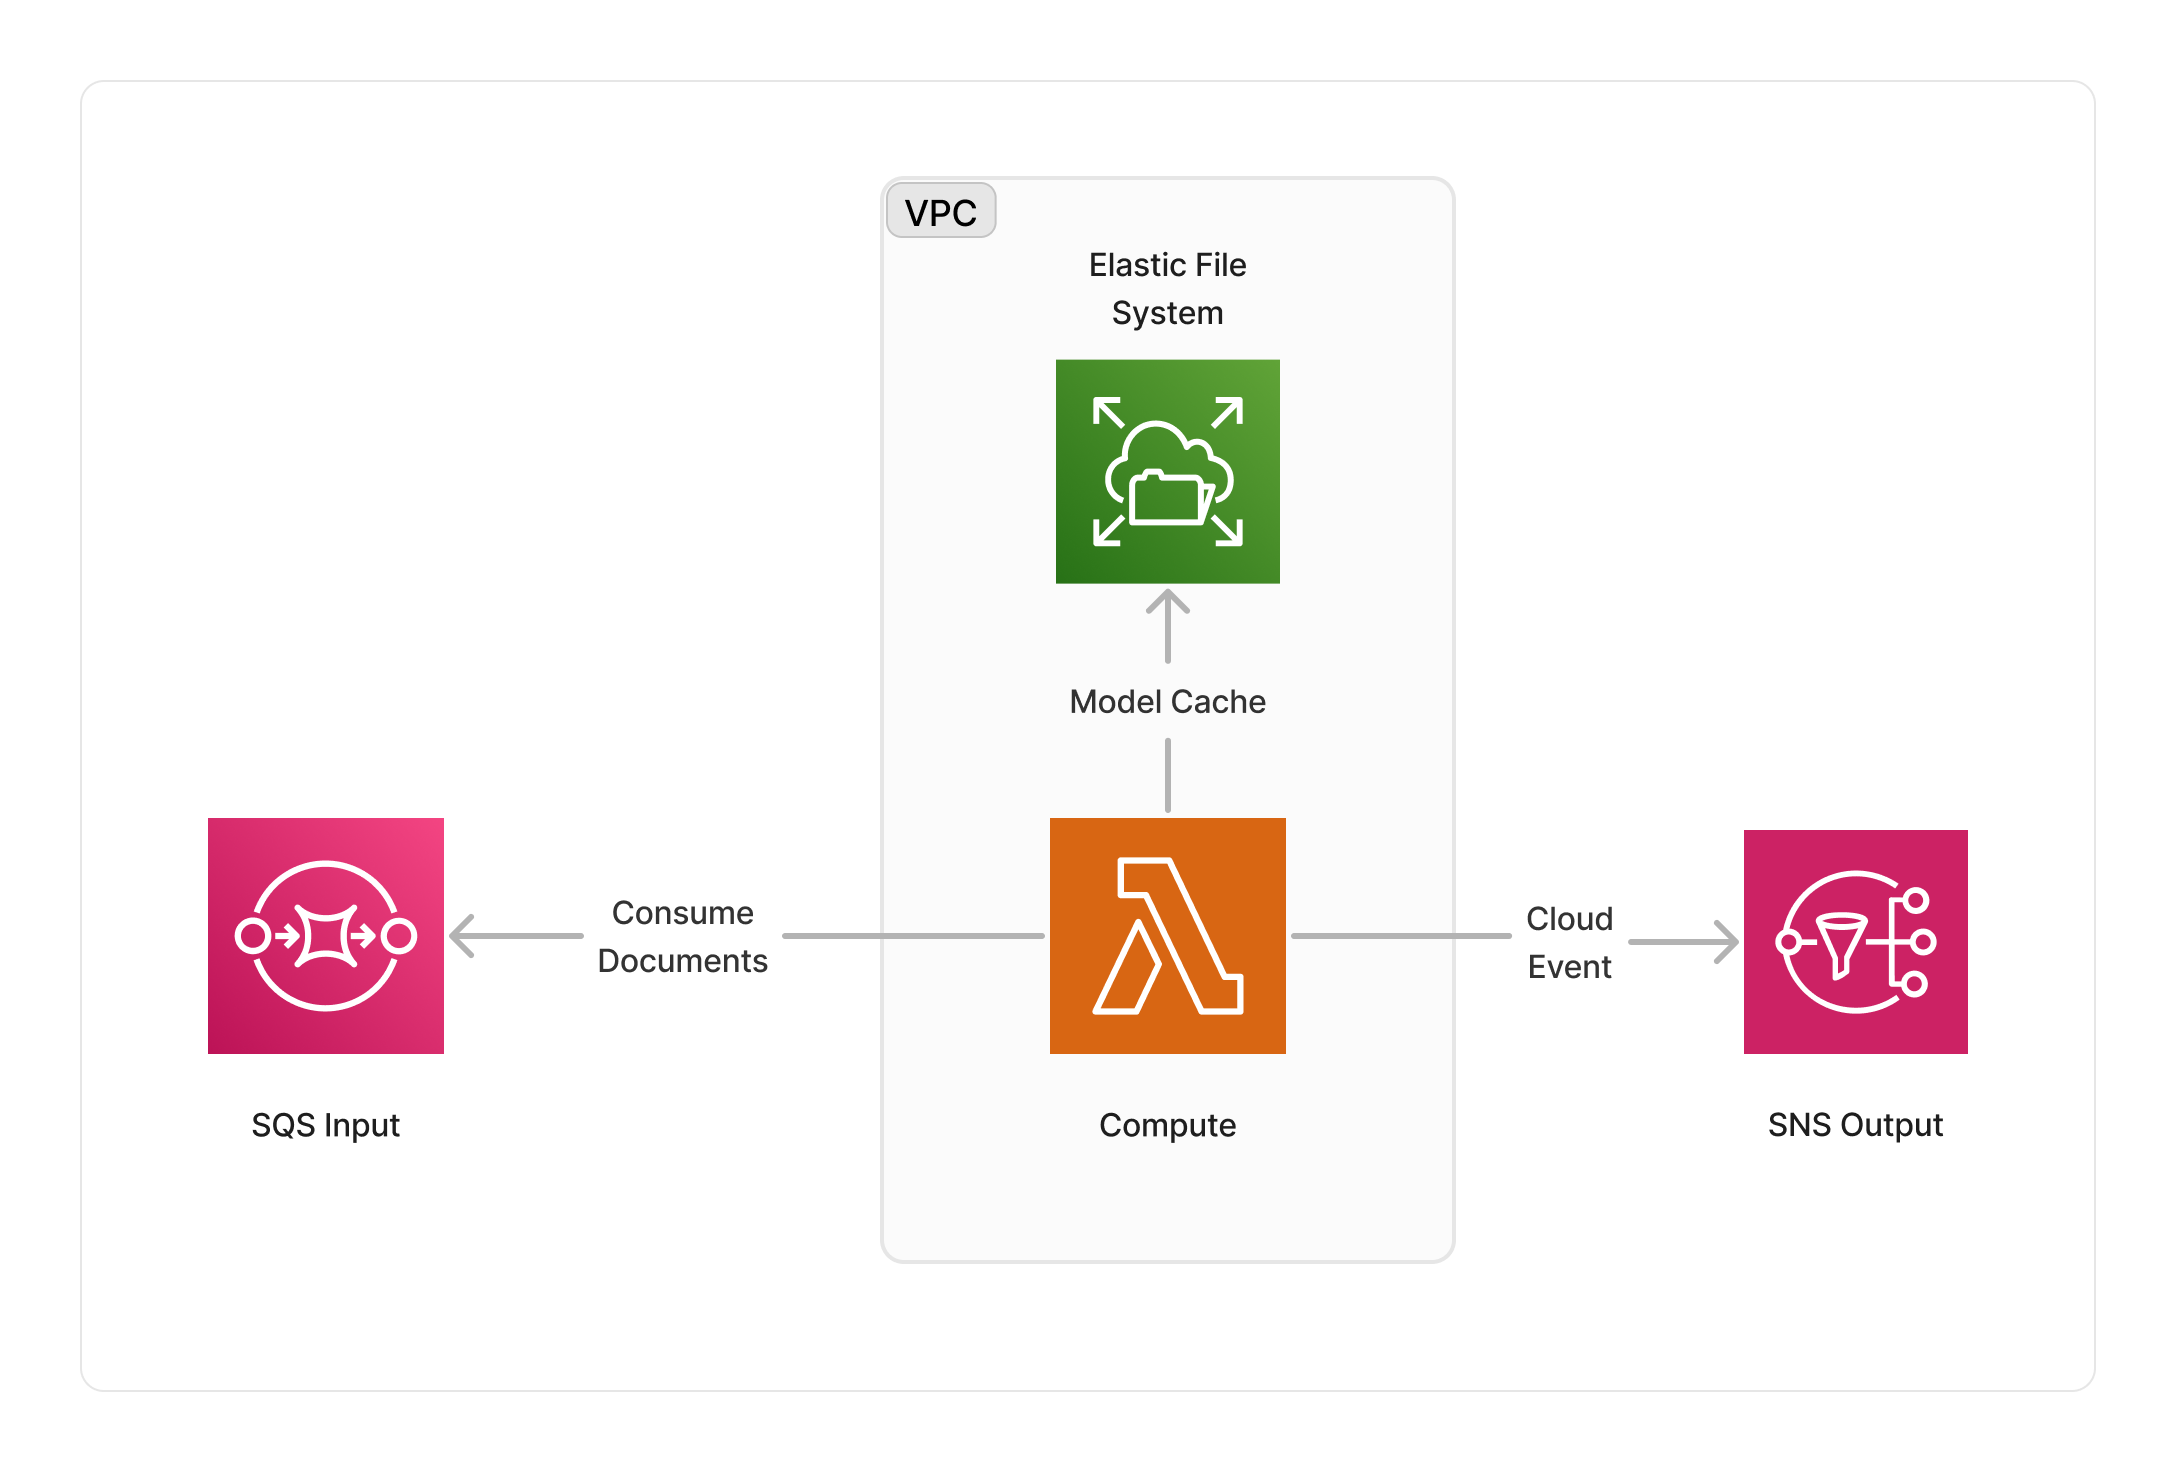 VPC
Elastic File
System
Model Cache
Consume
Documents
Cloud
Event
SQS Input
Compute
SNS Output